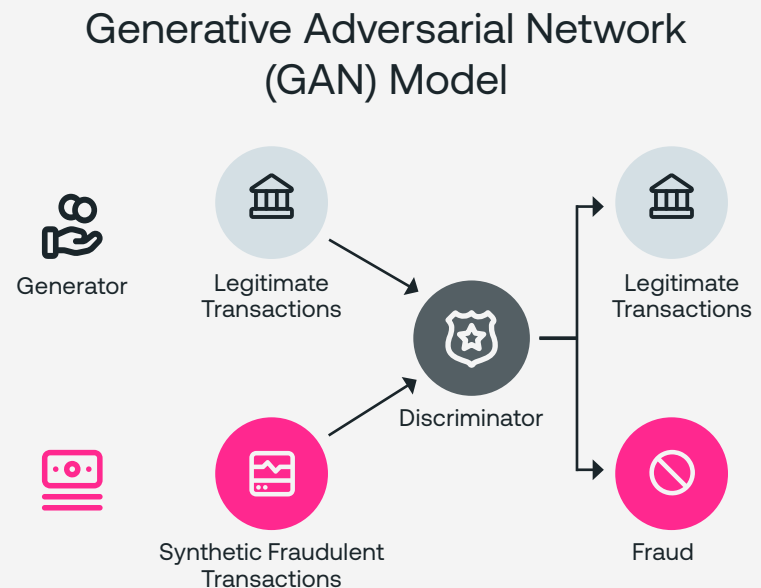 Generative Adversarial Network
(GAN) Model
Generator
Legitimate
Transactions
Legitimate
Transactions
Discriminator
Synthetic Fraudulent
Transactions
Fraud